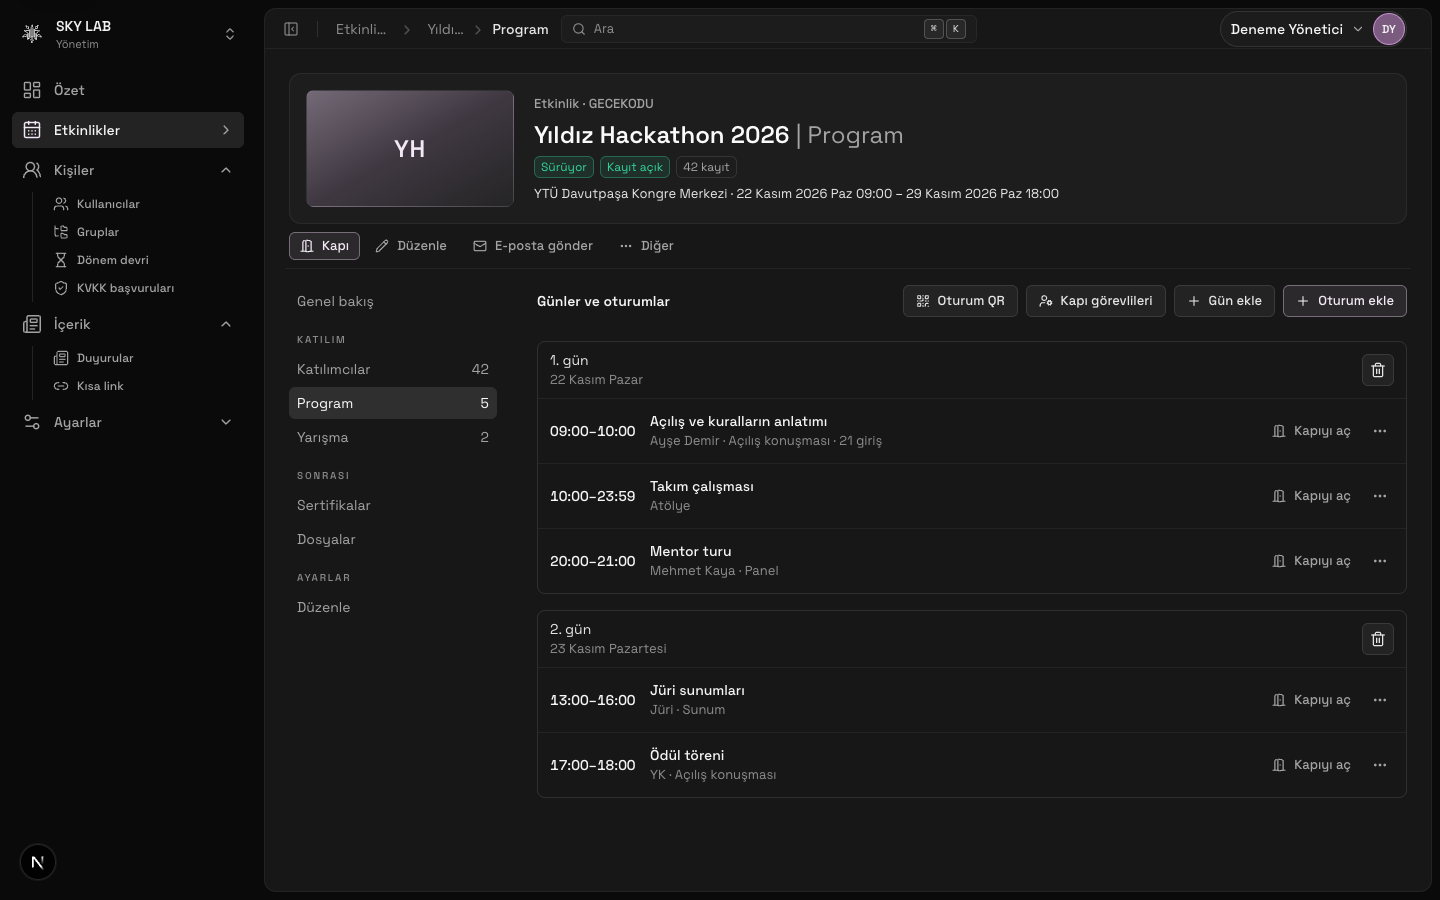 SKY LAB
Yönetim
Özet
Etkinlikler
Kişiler
Kullanıcılar
Gruplar
Dönem devri
KVKK başvuruları
İçerik
Duyurular
Kısa link
Ayarlar
N
Etkinli... > Yıldı... > Program
Ara
⌘ K
Deneme Yönetici
DY
YH
Etkinlik · GECEKODU
Yıldız Hackathon 2026 | Program
Sürüyor Kayıt açık 42 kayıt
YTÜ Davutpaşa Kongre Merkezi · 22 Kasım 2026 Paz 09:00 – 29 Kasım 2026 Paz 18:00
Kapı Düzenle E-posta gönder Diğer
Genel bakış
KATILIM
Katılımcılar 42
Program 5
Yarışma 2
SONRASI
Sertifikalar
Dosyalar
AYARLAR
Düzenle
Günler ve oturumlar
Oturum QR Kapı görevlileri Gün ekle Oturum ekle
1. gün
22 Kasım Pazar
09:00–10:00 Açılış ve kuralların anlatımı
Ayşe Demir · Açılış konuşması · 21 giriş
Kapıyı aç
10:00–23:59 Takım çalışması
Atölye
Kapıyı aç
20:00–21:00 Mentor turu
Mehmet Kaya · Panel
Kapıyı aç
2. gün
23 Kasım Pazartesi
13:00–16:00 Jüri sunumları
Jüri · Sunum
Kapıyı aç
17:00–18:00 Ödül töreni
YK · Açılış konuşması
Kapıyı aç